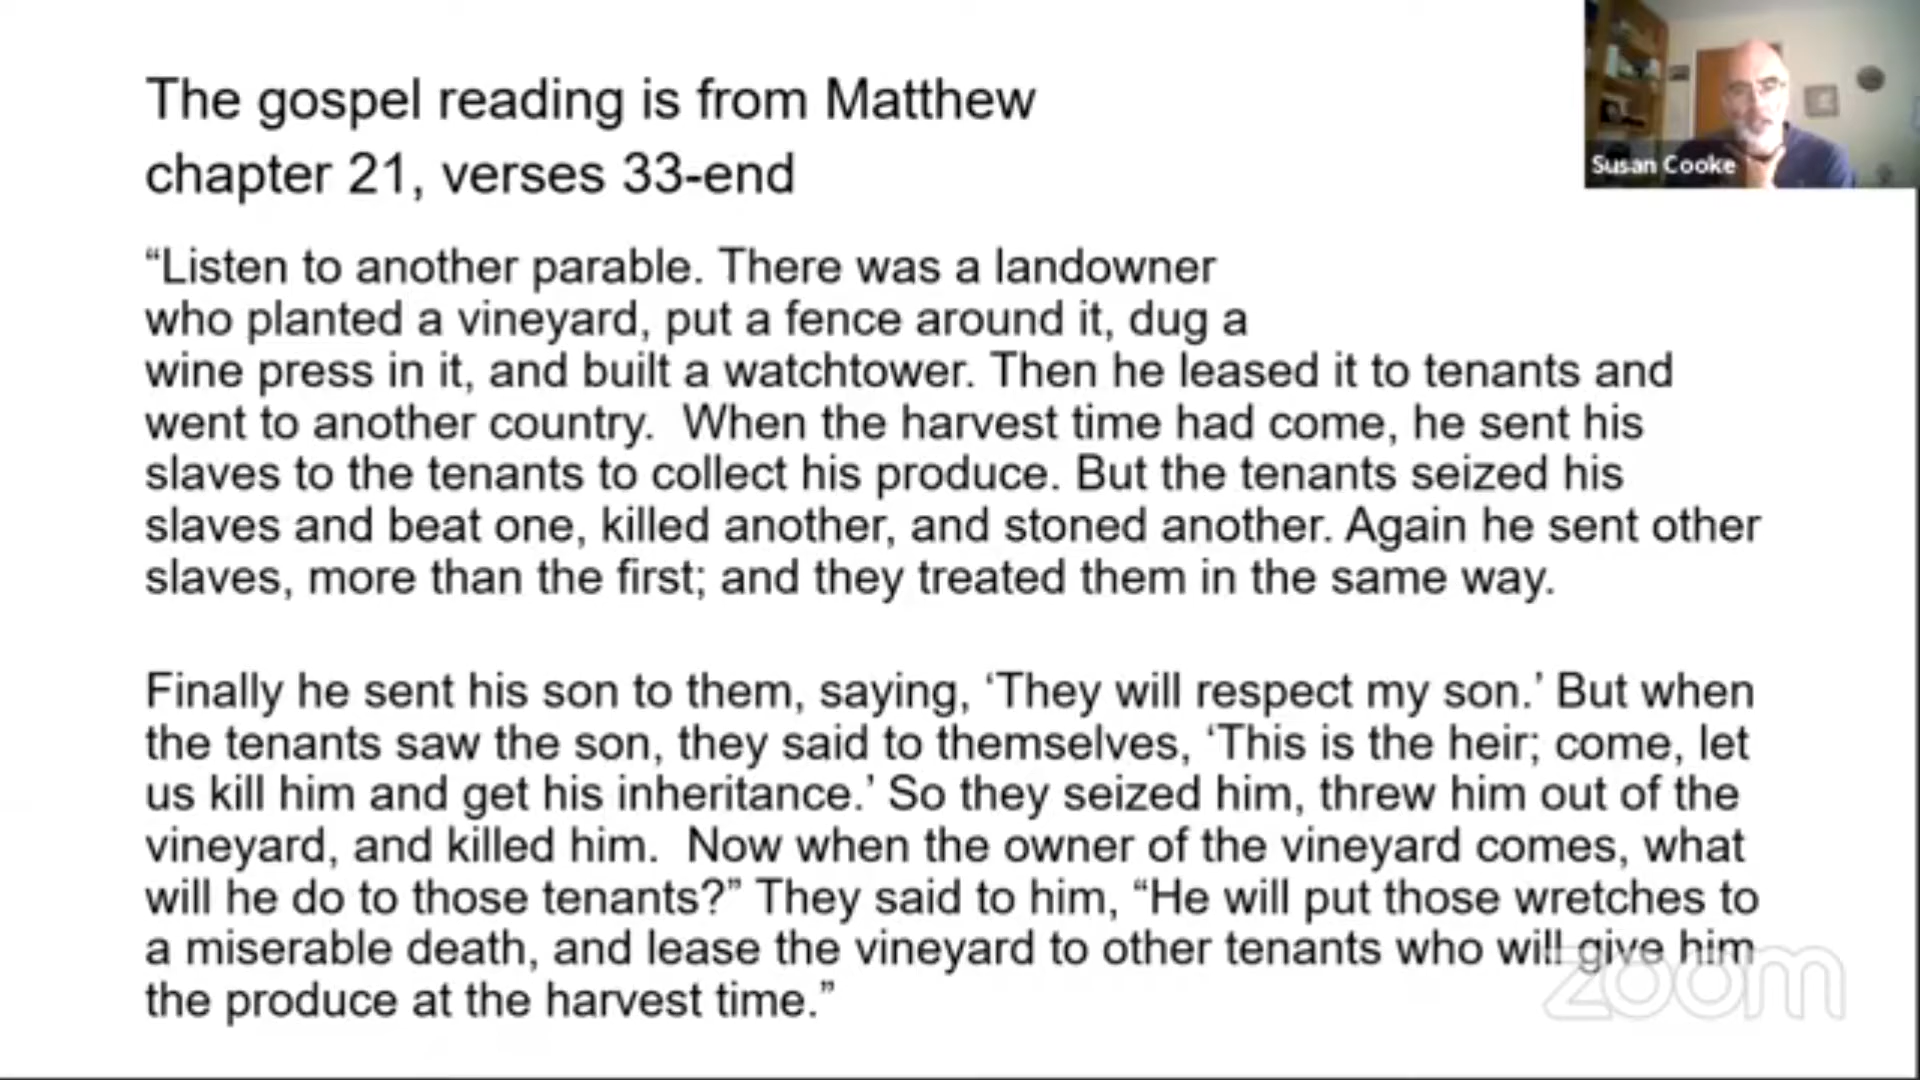 The gospel reading is from Matthew
chapter 21, verses 33-end
Susan Cooke
“Listen to another parable. There was a landowner
who planted a vineyard, put a fence around it, dug a
wine press in it, and built a watchtower. Then he leased it to tenants and
went to another country.  When the harvest time had come, he sent his
slaves to the tenants to collect his produce. But the tenants seized his
slaves and beat one, killed another, and stoned another. Again he sent other
slaves, more than the first; and they treated them in the same way.
Finally he sent his son to them, saying, ‘They will respect my son.’ But when
the tenants saw the son, they said to themselves, ‘This is the heir; come, let
us kill him and get his inheritance.’ So they seized him, threw him out of the
vineyard, and killed him.  Now when the owner of the vineyard comes, what
will he do to those tenants?” They said to him, “He will put those wretches to
a miserable death, and lease the vineyard to other tenants who will give him
the produce at the harvest time.”
zoom